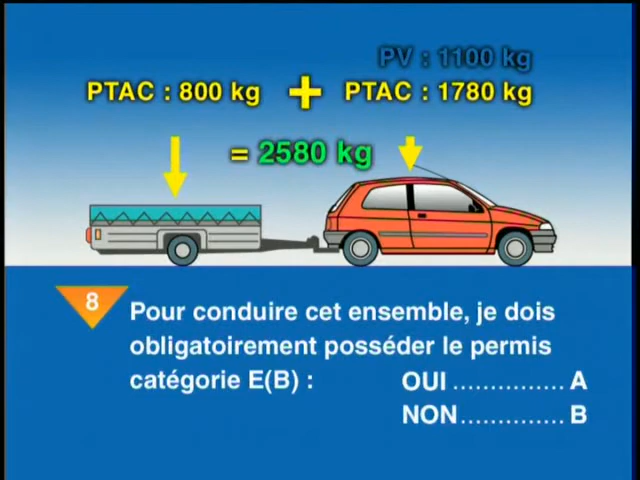 PV : 1100 kg
PTAC : 800 kg + PTAC : 1780 kg
= 2580 kg
8 Pour conduire cet ensemble, je dois
obligatoirement posséder le permis
catégorie E(B) : OUI ............... A
NON .............. B